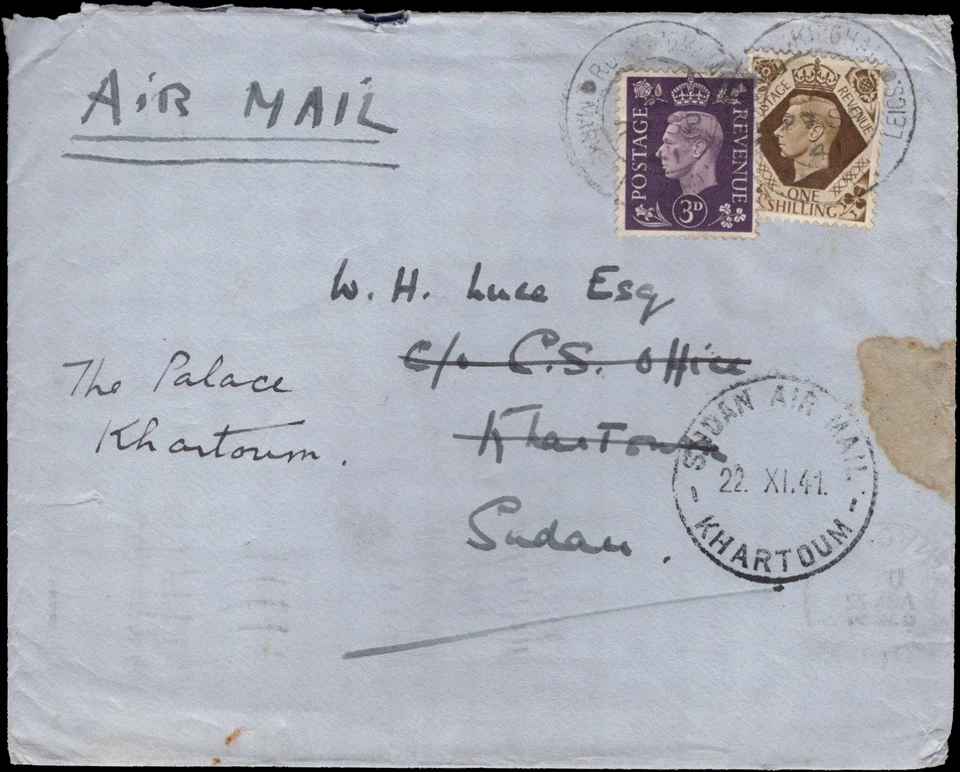 AIR MAIL
POSTAGE REVENUE
3D
POSTAGE REVENUE
ONE
SHILLING
LEICS
W. H. Luce Esq
c/o C.S. Office
Khartoum
Sudan
The Palace
Khartoum.
SUDAN AIR MAIL
22. XI.41.
KHARTOUM